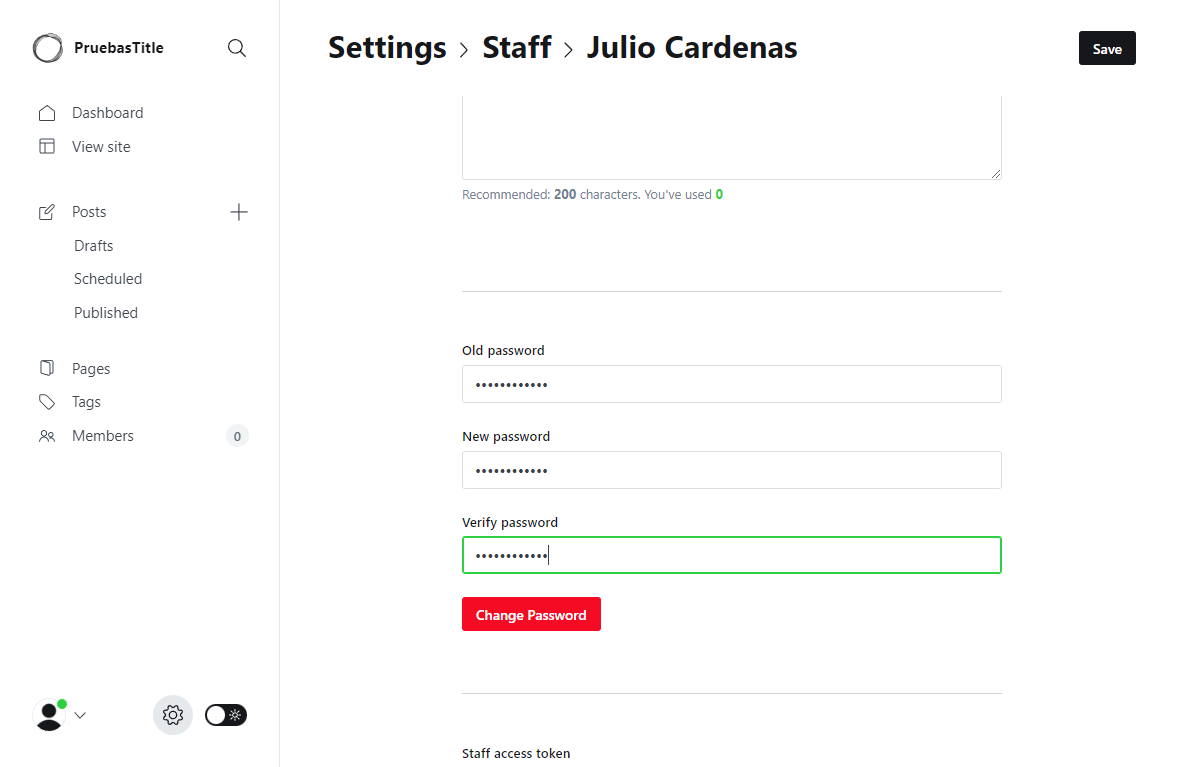 PruebasTitle
Dashboard
View site
Posts
Drafts
Scheduled
Published
Pages
Tags
Members 0
Settings > Staff > Julio Cardenas
Save
Recommended: 200 characters. You've used 0
Old password
••••••••••••
New password
••••••••••••
Verify password
••••••••••••
Change Password
Staff access token